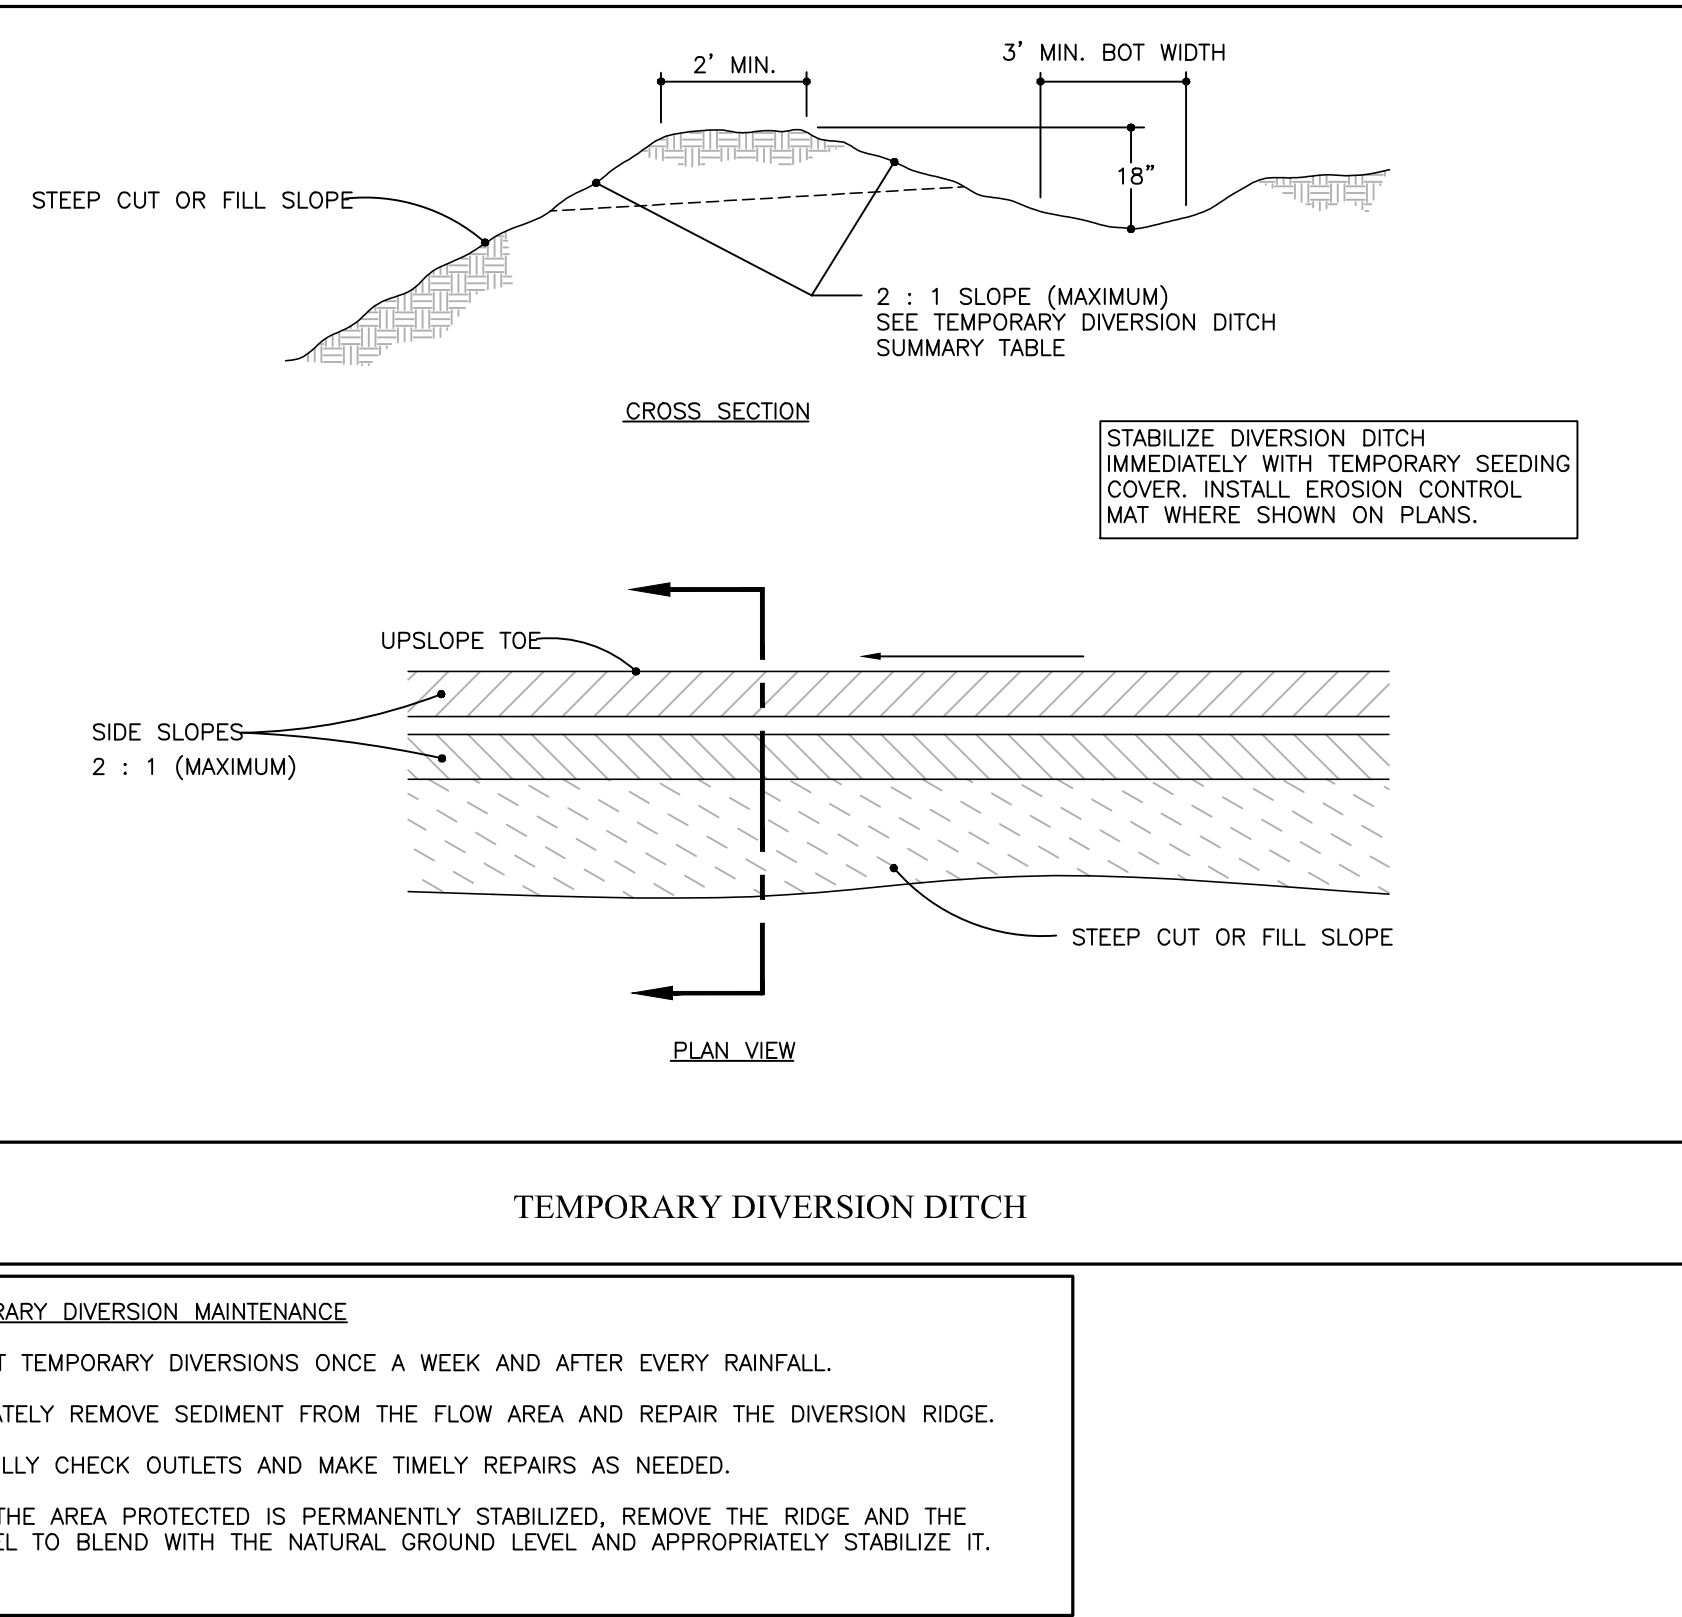 2' MIN.
3' MIN. BOT WIDTH
18"
STEEP CUT OR FILL SLOPE
2 : 1 SLOPE (MAXIMUM)
SEE TEMPORARY DIVERSION DITCH
SUMMARY TABLE
CROSS SECTION
STABILIZE DIVERSION DITCH
IMMEDIATELY WITH TEMPORARY SEEDING
COVER. INSTALL EROSION CONTROL
MAT WHERE SHOWN ON PLANS.
UPSLOPE TOE
SIDE SLOPES
2 : 1 (MAXIMUM)
STEEP CUT OR FILL SLOPE
PLAN VIEW
TEMPORARY DIVERSION DITCH
RARY DIVERSION MAINTENANCE
T TEMPORARY DIVERSIONS ONCE A WEEK AND AFTER EVERY RAINFALL.
ATELY REMOVE SEDIMENT FROM THE FLOW AREA AND REPAIR THE DIVERSION RIDGE.
LLY CHECK OUTLETS AND MAKE TIMELY REPAIRS AS NEEDED.
THE AREA PROTECTED IS PERMANENTLY STABILIZED, REMOVE THE RIDGE AND THE
EL TO BLEND WITH THE NATURAL GROUND LEVEL AND APPROPRIATELY STABILIZE IT.